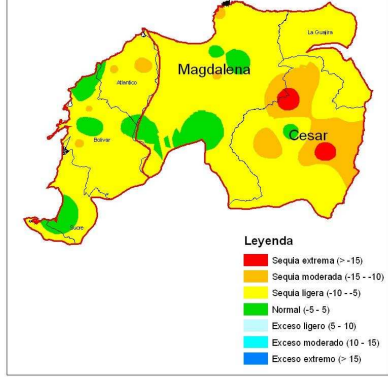 La Guajira
Magdalena
Atlantico
Cesar
Bolivar
Sucre
Leyenda
Sequia extrema (> -15)
Sequia moderada (-15 - -10)
Sequia ligera (-10 - -5)
Normal (-5 - 5)
Exceso ligero (5 - 10)
Exceso moderado (10 - 15)
Exceso extremo (> 15)